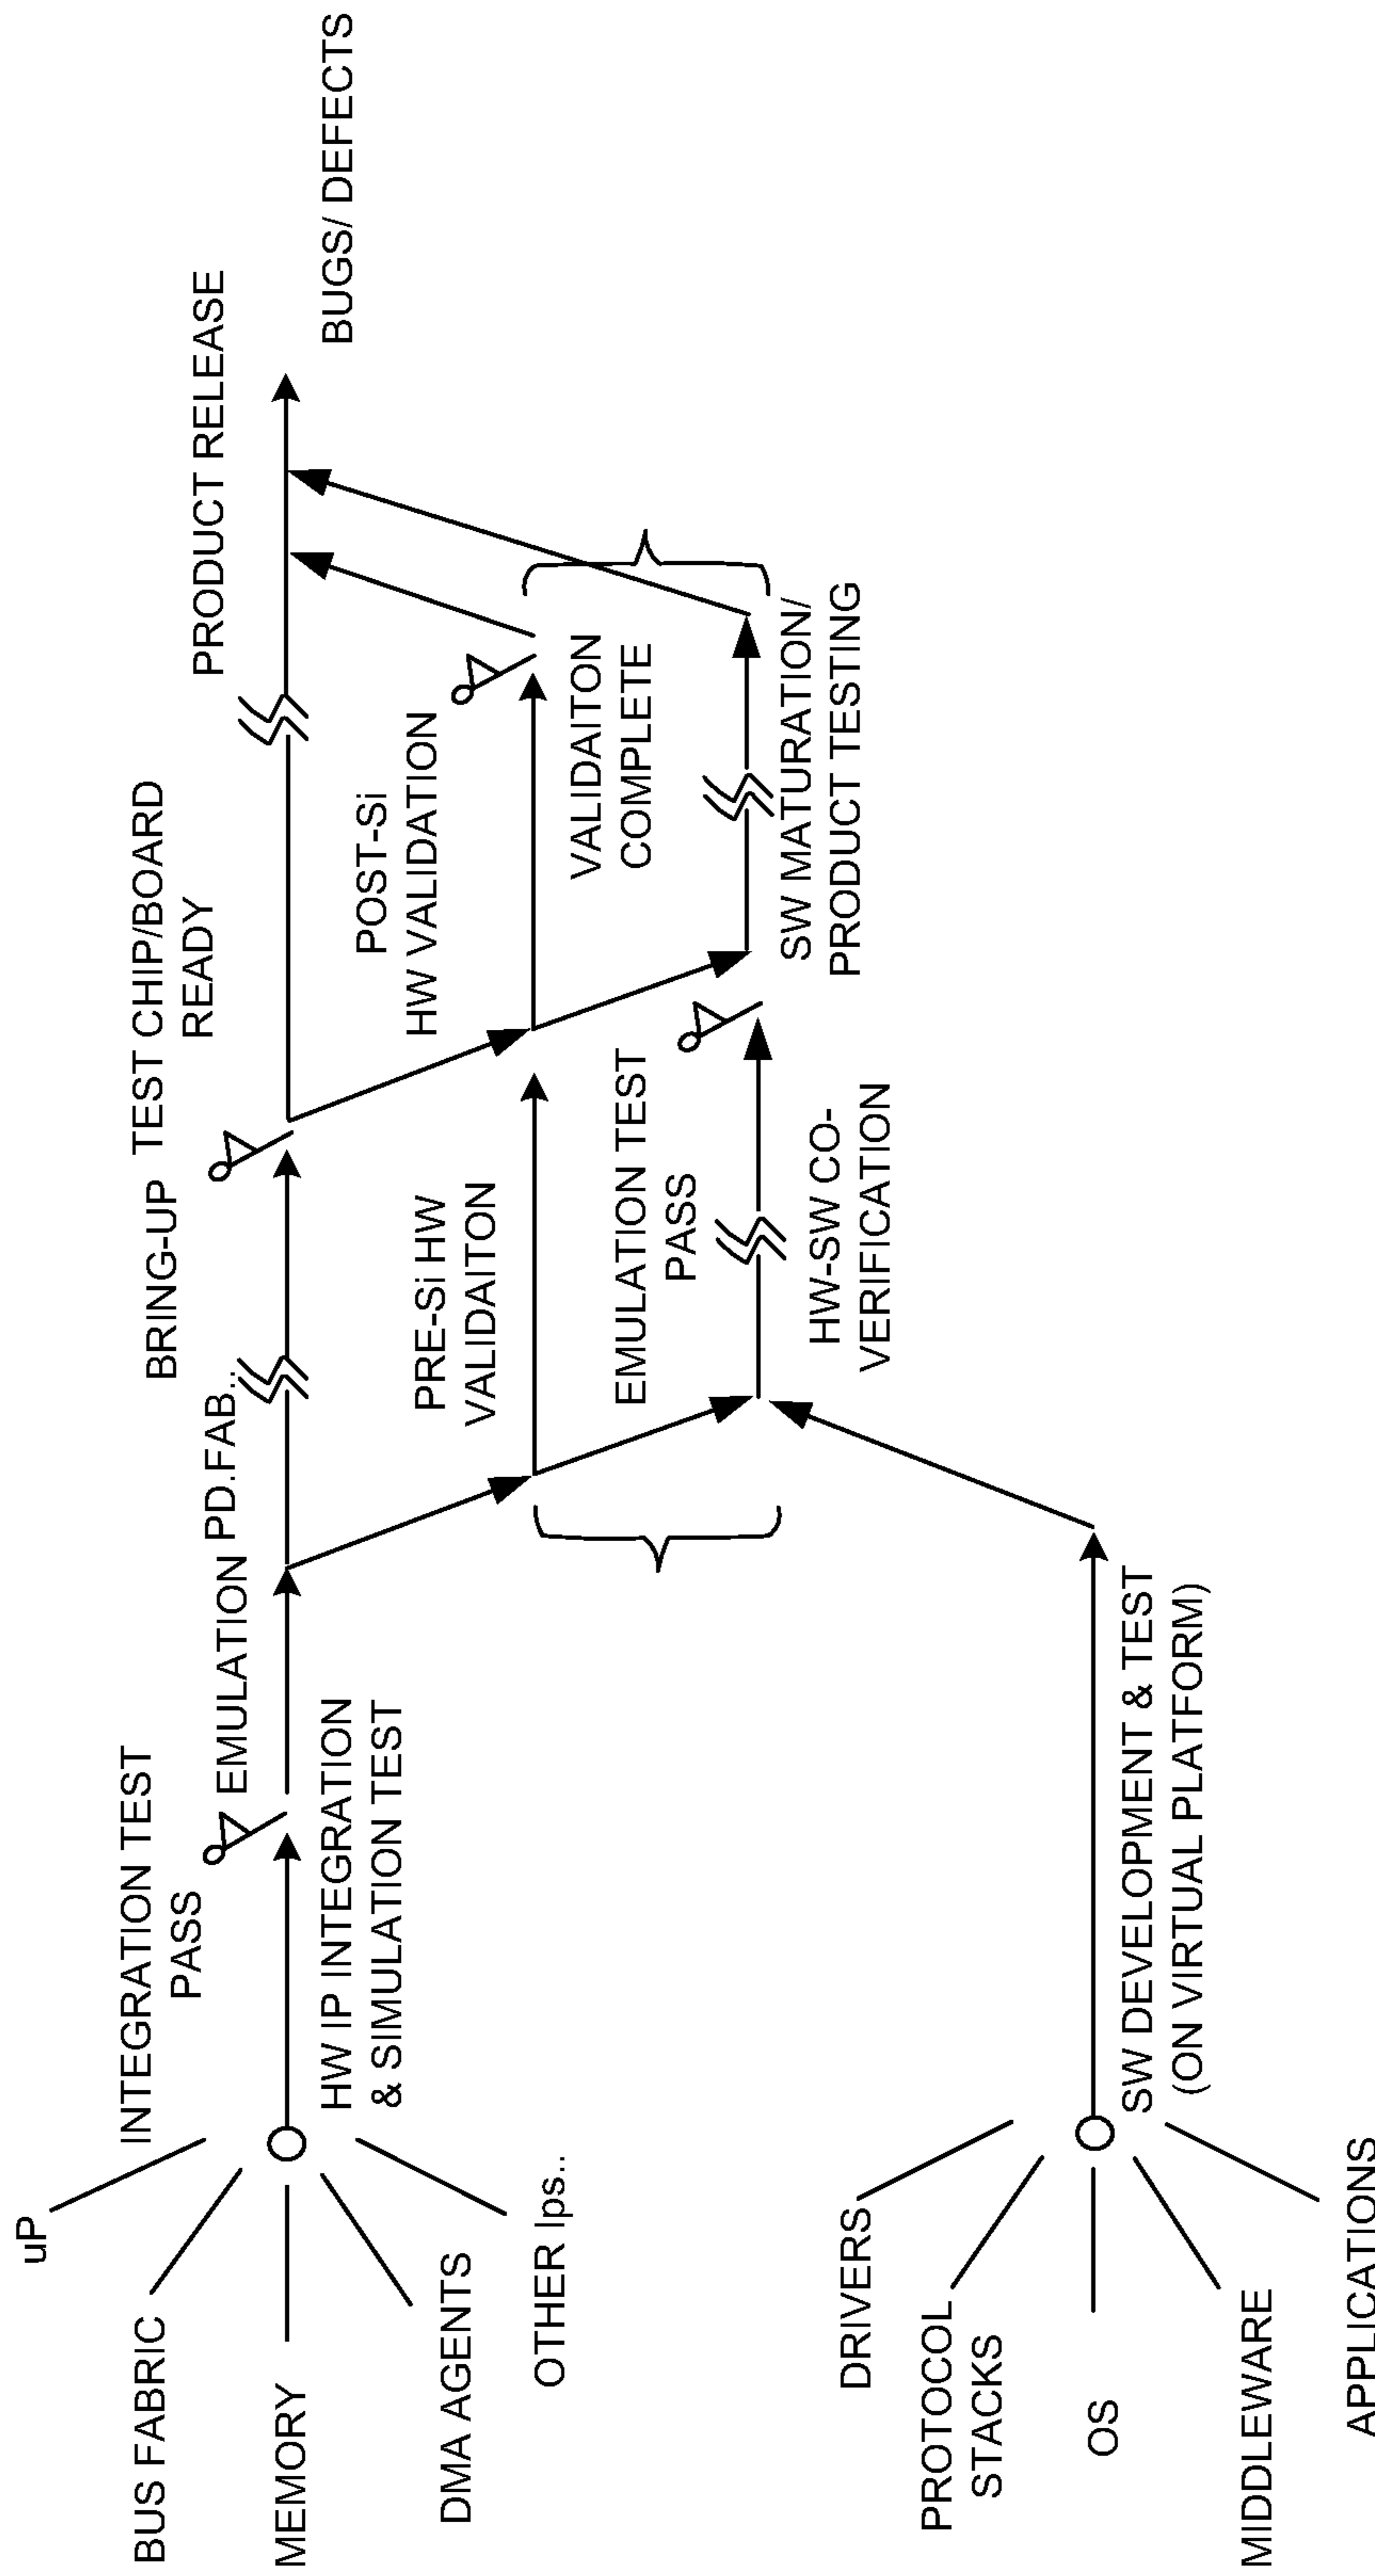 uP
BUS FABRIC
MEMORY
DMA AGENTS
OTHER Ips..
INTEGRATION TEST
PASS
HW IP INTEGRATION
& SIMULATION TEST
EMULATION
PD.FAB..
BRING-UP
TEST CHIP/BOARD
READY
PRODUCT RELEASE
BUGS/ DEFECTS
PRE-Si HW
VALIDAITON
POST-Si
HW VALIDATION
VALIDAITON
COMPLETE
EMULATION TEST
PASS
HW-SW CO-
VERIFICATION
SW MATURATION/
PRODUCT TESTING
DRIVERS
PROTOCOL
STACKS
OS
MIDDLEWARE
APPLICATIONS
SW DEVELOPMENT & TEST
(ON VIRTUAL PLATFORM)